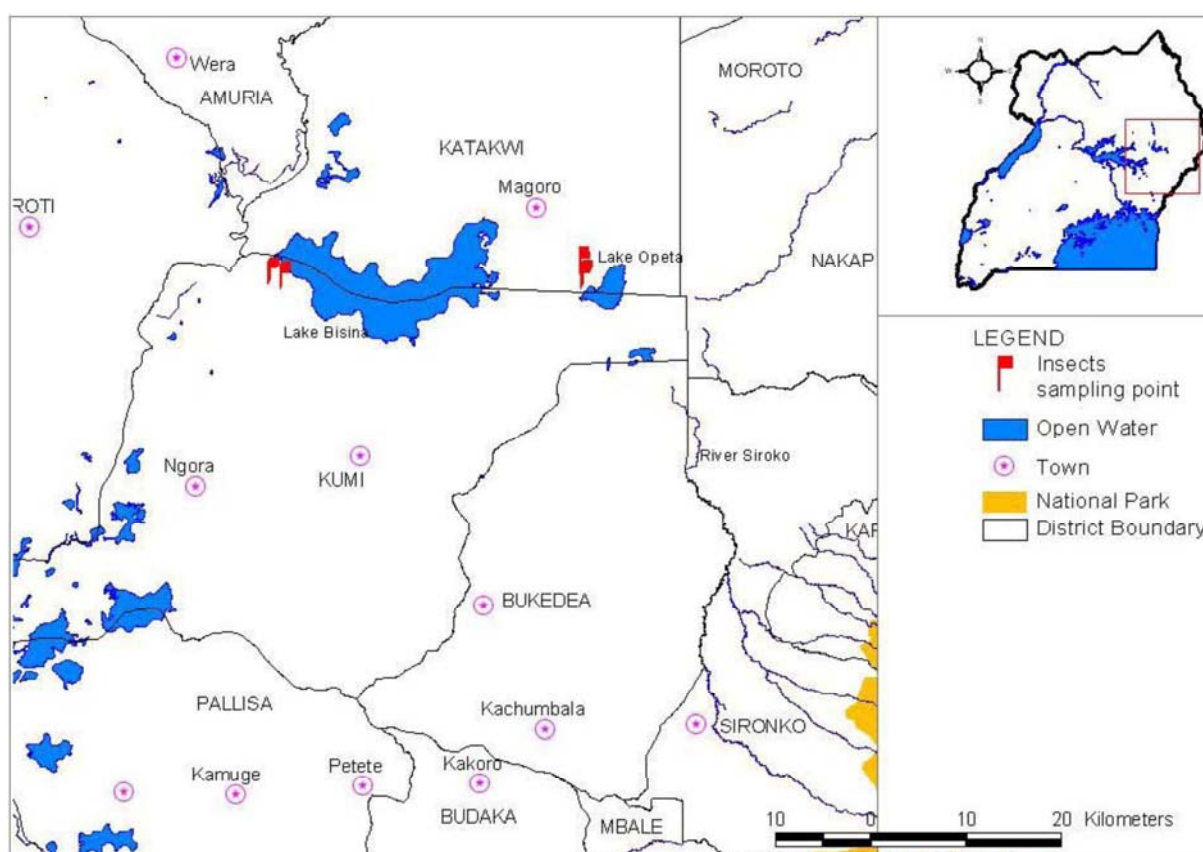 Wera
AMURIA
KATAKWI
MOROTO
Magoro
ROTI
Lake Opeta
NAKAP
Lake Bisina
Ngora
KUMI
River Siroko
KAP
BUKEDEA
PALLISA
Kachumbala
SIRONKO
Kamuge
Petete
Kakoro
BUDAKA
MBALE
N
W
E
S
LEGEND
Insects
sampling point
Open Water
Town
National Park
District Boundary
10 0 10 20 Kilometers